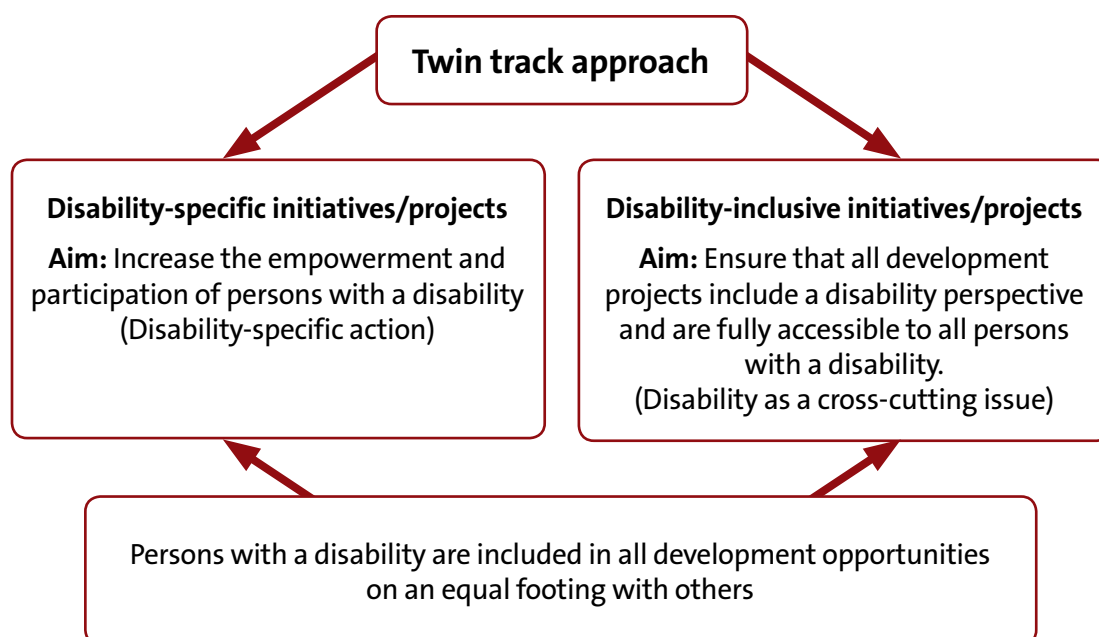 Twin track approach
Disability-specific initiatives/projects
Aim: Increase the empowerment and
participation of persons with a disability
(Disability-specific action)
Disability-inclusive initiatives/projects
Aim: Ensure that all development
projects include a disability perspective
and are fully accessible to all persons
with a disability.
(Disability as a cross-cutting issue)
Persons with a disability are included in all development opportunities
on an equal footing with others